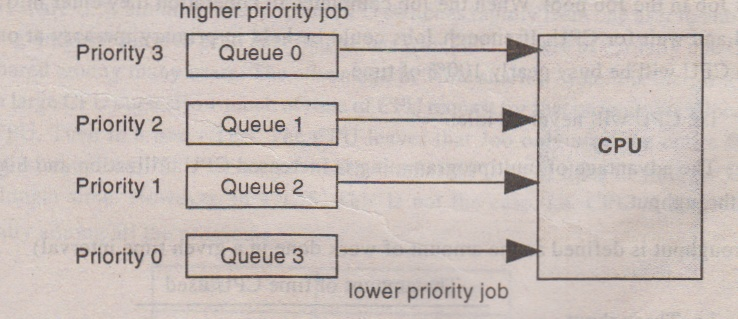 higher priority job
Priority 3 Queue 0
Priority 2 Queue 1
CPU
Priority 1 Queue 2
Priority 0 Queue 3
lower priority job